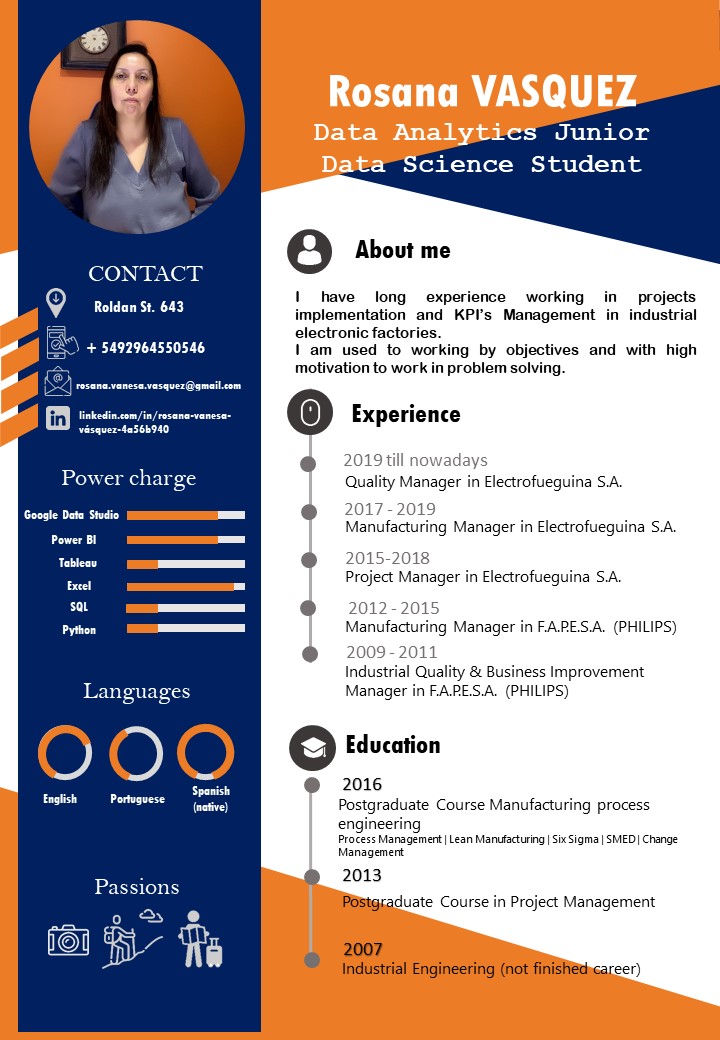 Rosana VASQUEZ
Data Analytics Junior
Data Science Student
CONTACT
Roldan St. 643
+ 5492964550546
rosana.vanesa.vasquez@gmail.com
linkedin.com/in/rosana-vanesa-
vásquez-4a56b940
Power charge
Google Data Studio
Power BI
Tableau
Excel
SQL
Python
Languages
English
Portuguese
Spanish
(native)
Passions
About me
I have long experience working in projects
implementation and KPI's Management in industrial
electronic factories.
I am used to working by objectives and with high
motivation to work in problem solving.
Experience
2019 till nowadays
Quality Manager in Electrofueguina S.A.
2017 - 2019
Manufacturing Manager in Electrofueguina S.A.
2015-2018
Project Manager in Electrofueguina S.A.
2012 - 2015
Manufacturing Manager in F.A.P.E.S.A. (PHILIPS)
2009 - 2011
Industrial Quality & Business Improvement
Manager in F.A.P.E.S.A. (PHILIPS)
Education
2016
Postgraduate Course Manufacturing process
engineering
Process Management | Lean Manufacturing | Six Sigma | SMED | Change
Management
2013
Postgraduate Course in Project Management
2007
Industrial Engineering (not finished career)